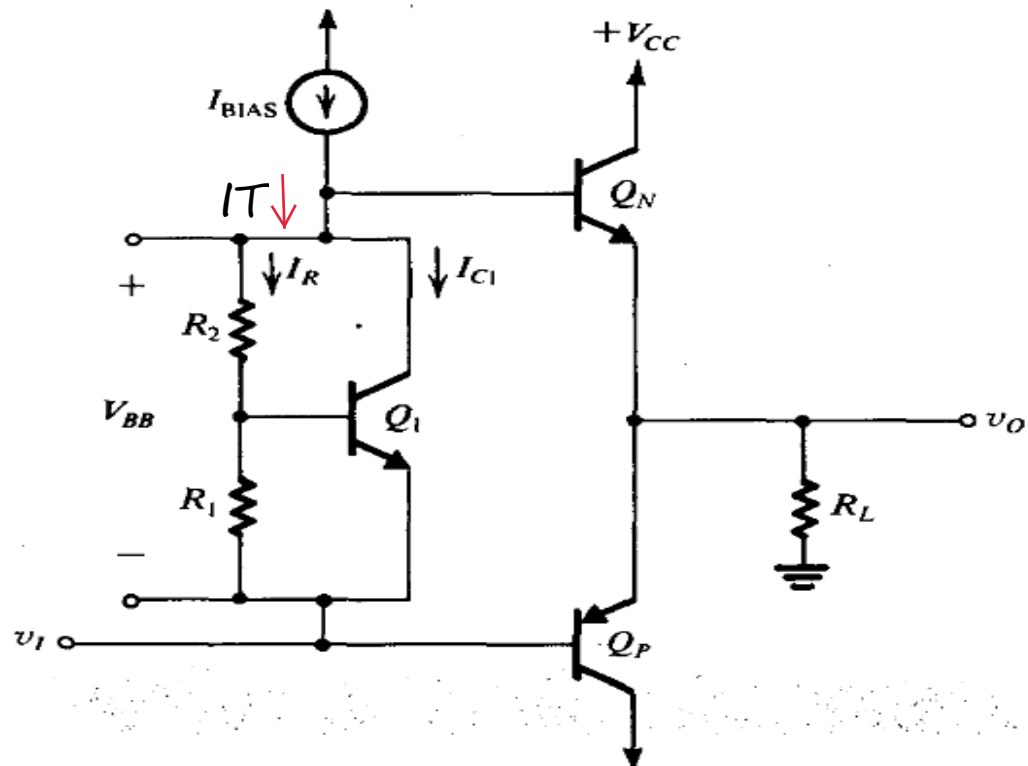 +V_CC
I_BIAS
Q_N
IT
+
I_R
I_C1
R_2
V_BB
Q_1
v_O
R_1
R_L
−
v_I
Q_P